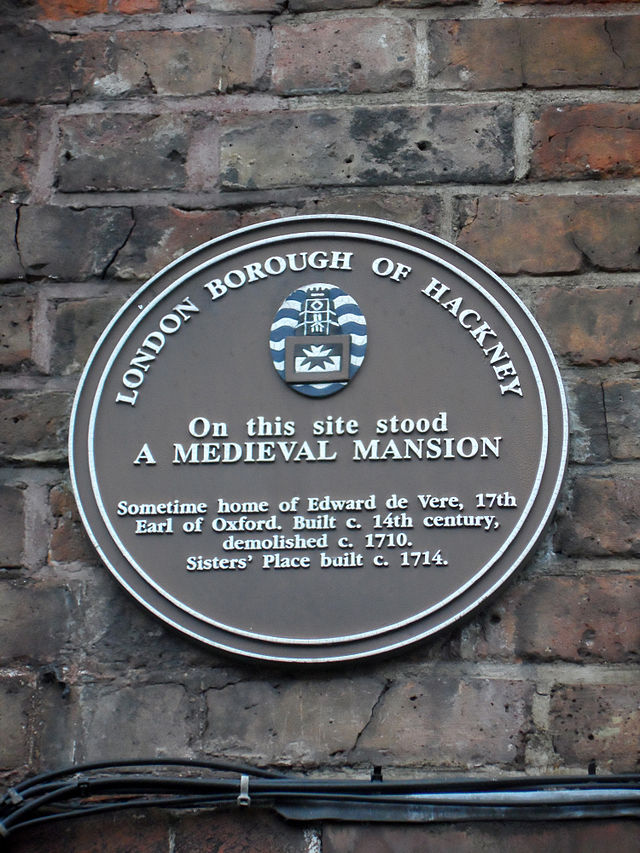 LONDON BOROUGH OF HACKNEY
On this site stood
A MEDIEVAL MANSION
Sometime home of Edward de Vere, 17th
Earl of Oxford. Built c. 14th century,
demolished c. 1710.
Sisters' Place built c. 1714.